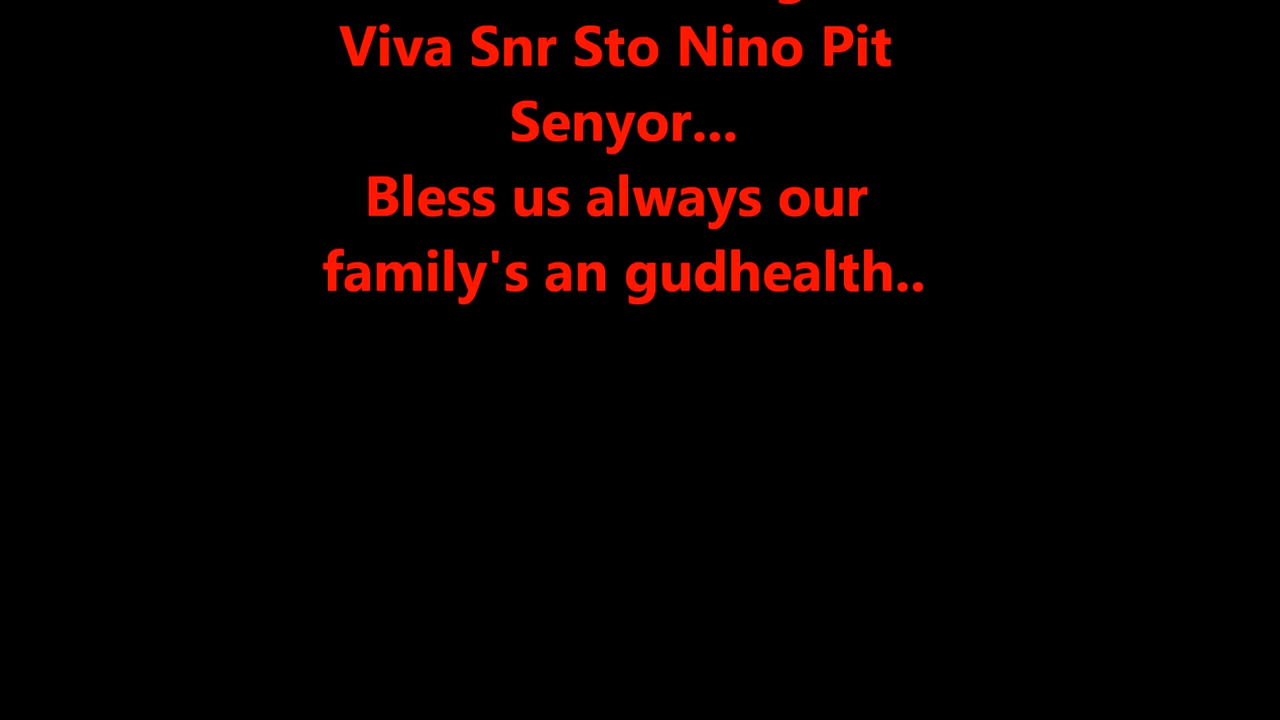 Viva Snr Sto Nino Pit
Senyor...
Bless us always our
family's an gudhealth..